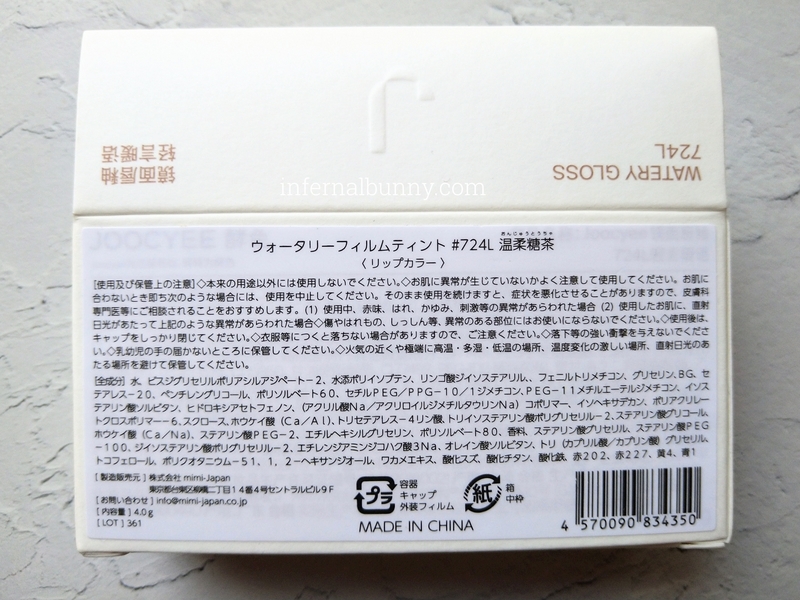 WATERY GLOSS
724L
镜面唇釉
轻言暖语
infernalbunny.com
おんじゅうとうちゃ
ウォータリーフィルムティント #724L 温柔糖茶
〈 リップカラー 〉
[使用及び保管上の注意]◇本来の用途以外には使用しないでください。◇お肌に異常が生じていないかよく注意して使用してください。お肌に
合わないとき即ち次のような場合には、使用を中止してください。そのまま使用を続けますと、症状を悪化させることがありますので、皮膚科
専門医等にご相談されることをおすすめします。(1) 使用中、赤味、はれ、かゆみ、刺激等の異常があらわれた場合 (2) 使用したお肌に、直射
日光があたって上記のような異常があらわれた場合◇傷やはれもの、しっしん等、異常のある部位にはお使いにならないでください。◇使用後は、
キャップをしっかり閉じてください。◇衣服等につくと落ちない場合がありますので、ご注意ください。◇落下等の強い衝撃を与えないでくださ
い。◇乳幼児の手の届かないところに保管してください。◇火気の近くや極端に高温・多湿・低温の場所、温度変化の激しい場所、直射日光のあ
たる場所を避けて保管してください。
[全成分] 水、ビスジグリセリルポリアシルアジペート-2、水添ポリイソブテン、リンゴ酸ジイソステアリル、、フェニルトリメチコン、グリセリン、BG、セ
テアレース-20、ペンチレングリコール、ポリソルベート60、セチルPEG/PPG-10/1ジメチコン、PEG-11メチルエーテルジメチコン、イソス
テアリン酸ソルビタン、ヒドロキシアセトフェノン、(アクリル酸Na/アクリロイルジメチルタウリンNa) コポリマー、イソヘキサデカン、ポリアクリレー
トクロスポリマー-6、スクロース、ホウケイ酸 (Ca/Al)、トリセテアレス-4リン酸、トリイソステアリン酸ポリグリセリル-2、ステアリン酸グリコール、
ホウケイ酸 (Ca/Na)、ステアリン酸PEG-2、エチルヘキシルグリセリン、ポリソルベート80、香料、ステアリン酸グリセリル、ステアリン酸PEG
-100、ジイソステアリン酸ポリグリセリル-2、エチレンジアミンジコハク酸3Na、オレイン酸ソルビタン、トリ (カプリル酸/カプリン酸) グリセリル、
トコフェロール、ポリクオタニウム-51、1、2-ヘキサンジオール、ワカメエキス、酸化スズ、酸化チタン、酸化鉄、赤202、赤227、黄4、青1
[ 製造販売元 ] 株式会社 mimi-Japan
東京都台東区柳橋二丁目14番4号セントラルビル9F
[お問い合わせ] info@mimi-japan.co.jp
[ 内容量 ] 4.0g
[ LOT ] 361
プラ
容器
キャップ
外装フィルム
紙
箱
中枠
MADE IN CHINA
4 570090 834350